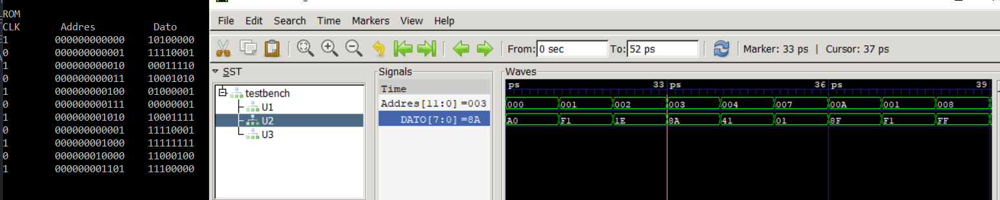 ROM
CLK Addres Dato
1 000000000000 10100000
0 000000000001 11110001
1 000000000010 00011110
0 000000000011 10001010
1 000000000100 01000001
0 000000000111 00000001
1 000000001010 10001111
0 000000000001 11110001
1 000000001000 11111111
0 000000010000 11000100
1 000000001101 11100000
File Edit Search Time Markers View Help
From: 0 sec To: 52 ps Marker: 33 ps | Cursor: 37 ps
SST
testbench
U1
U2
U3
Signals
Time
Addres[11:0] =003
DATO[7:0] =8A
Waves
ps 33 ps 36 ps 39
000 001 002 003 004 007 00A 001 008
A0 F1 1E 8A 41 01 8F F1 FF